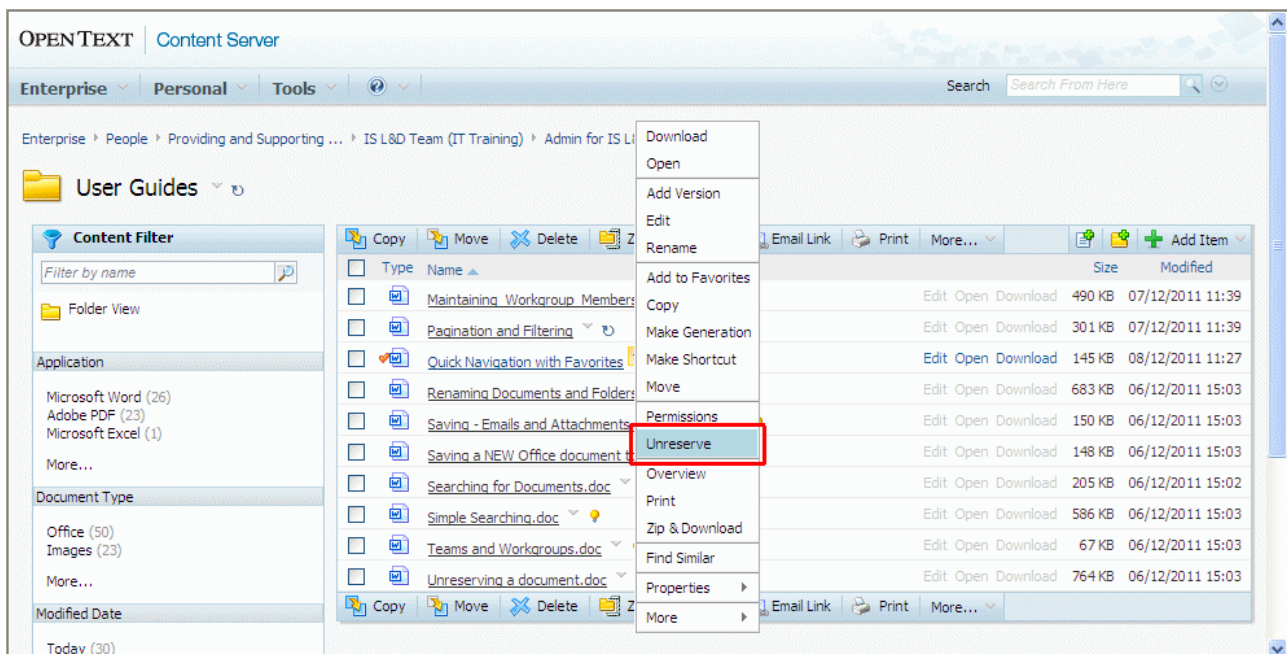 OPEN TEXT Content Server
Enterprise Personal Tools Search Search From Here
Enterprise People Providing and Supporting ... IS L&D Team (IT Training) Admin for IS
User Guides
Content Filter
Filter by name
Folder View
Application
Microsoft Word (26)
Adobe PDF (23)
Microsoft Excel (1)
More...
Document Type
Office (50)
Images (23)
More...
Modified Date
Today (30)
Copy Move Delete Z Email Link Print More... Add Item
Type Name Size Modified
Maintaining Workgroup Members Edit Open Download 490 KB 07/12/2011 11:39
Pagination and Filtering Edit Open Download 301 KB 07/12/2011 11:39
Quick Navigation with Favorites Edit Open Download 145 KB 08/12/2011 11:27
Renaming Documents and Folders Edit Open Download 683 KB 06/12/2011 15:03
Saving - Emails and Attachments Edit Open Download 150 KB 06/12/2011 15:03
Saving a NEW Office document t Edit Open Download 148 KB 06/12/2011 15:03
Searching for Documents.doc Edit Open Download 205 KB 06/12/2011 15:02
Simple Searching.doc Edit Open Download 586 KB 06/12/2011 15:03
Teams and Workgroups.doc Edit Open Download 67 KB 06/12/2011 15:03
Unreserving a document.doc Edit Open Download 764 KB 06/12/2011 15:03
Copy Move Delete Z Email Link Print More...
Download
Open
Add Version
Edit
Rename
Add to Favorites
Copy
Make Generation
Make Shortcut
Move
Permissions
Unreserve
Overview
Print
Zip & Download
Find Similar
Properties
More